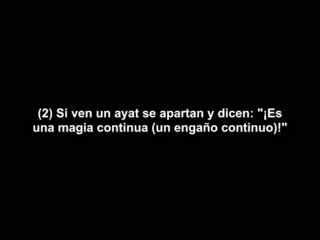 (2) Si ven un ayat se apartan y dicen: "¡Es
una magia continua (un engaño continuo)!"